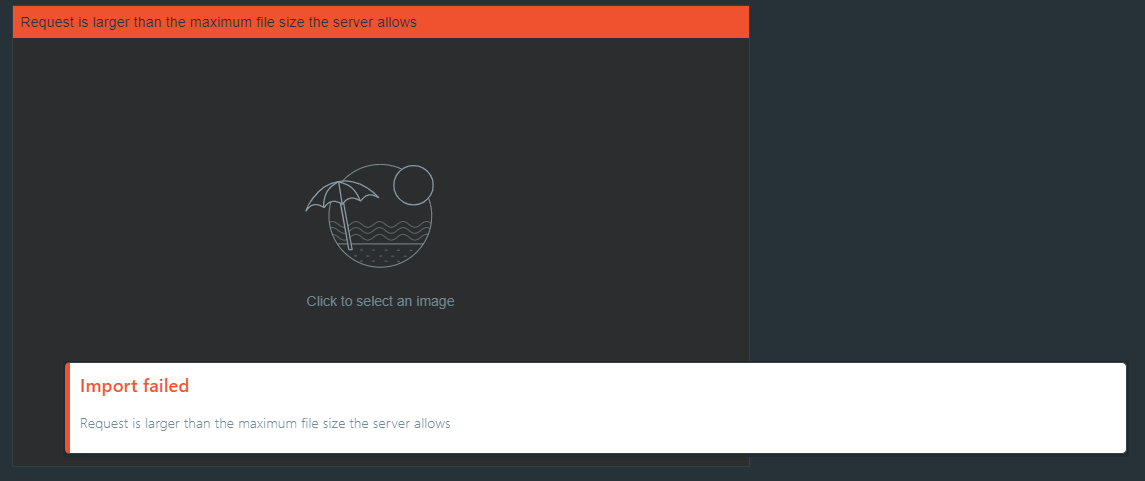 Request is larger than the maximum file size the server allows
Click to select an image
Import failed
Request is larger than the maximum file size the server allows